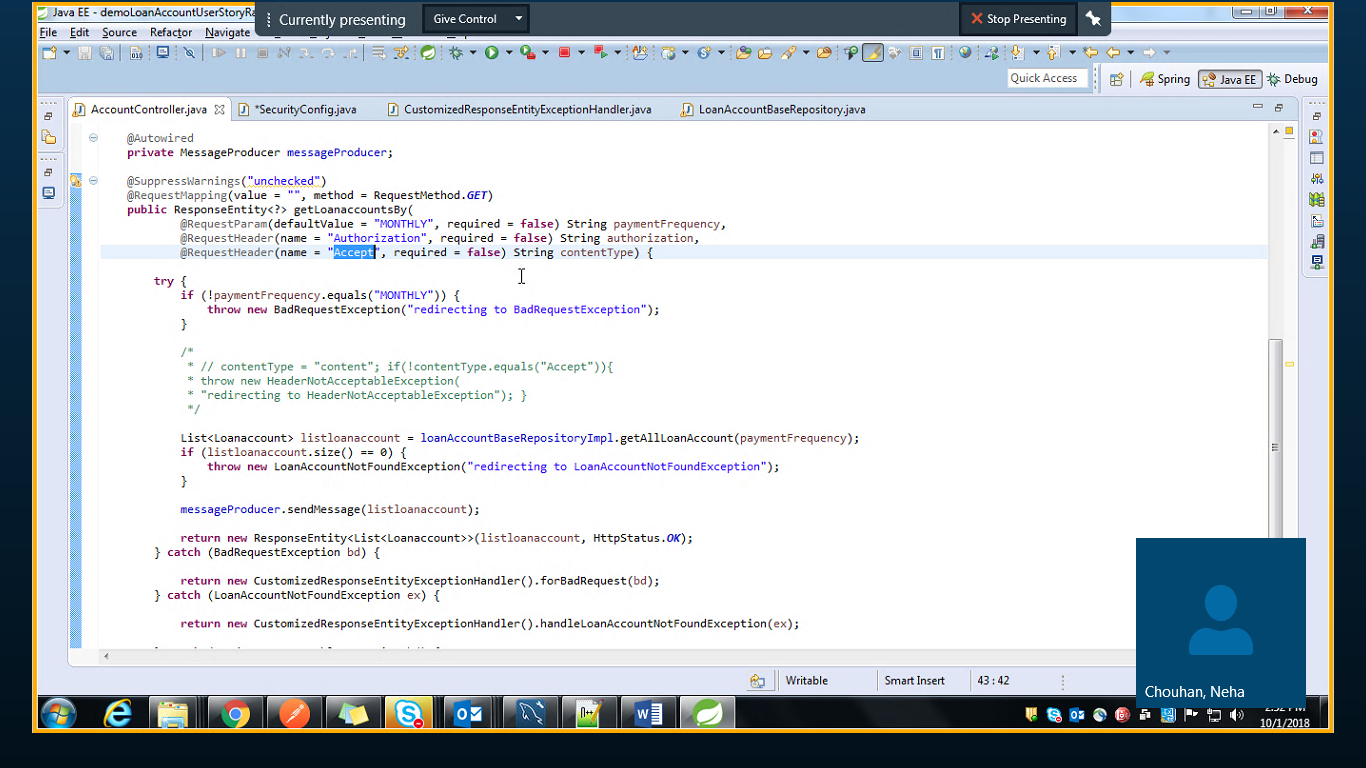 Java EE - demoLoanAccountUserStoryRa
Currently presenting
Give Control
Stop Presenting
File Edit Source Refactor Navigate
Quick Access
Spring
Java EE
Debug
AccountController.java
*SecurityConfig.java
CustomizedResponseEntityExceptionHandler.java
LoanAccountBaseRepository.java
@Autowired
private MessageProducer messageProducer;
@SuppressWarnings("unchecked")
@RequestMapping(value = "", method = RequestMethod.GET)
public ResponseEntity<?> getLoanaccountsBy(
@RequestParam(defaultValue = "MONTHLY", required = false) String paymentFrequency,
@RequestHeader(name = "Authorization", required = false) String authorization,
@RequestHeader(name = "Accept", required = false) String contentType) {
try {
if (!paymentFrequency.equals("MONTHLY")) {
throw new BadRequestException("redirecting to BadRequestException");
}
/*
* // contentType = "content"; if(!contentType.equals("Accept")){
* throw new HeaderNotAcceptableException(
* "redirecting to HeaderNotAcceptableException"); }
*/
List<Loanaccount> listloanaccount = loanAccountBaseRepositoryImpl.getAllLoanAccount(paymentFrequency);
if (listloanaccount.size() == 0) {
throw new LoanAccountNotFoundException("redirecting to LoanAccountNotFoundException");
}
messageProducer.sendMessage(listloanaccount);
return new ResponseEntity<List<Loanaccount>>(listloanaccount, HttpStatus.OK);
} catch (BadRequestException bd) {
return new CustomizedResponseEntityExceptionHandler().forBadRequest(bd);
} catch (LoanAccountNotFoundException ex) {
return new CustomizedResponseEntityExceptionHandler().handleLoanAccountNotFoundException(ex);
Writable
Smart Insert
43 : 42
Chouhan, Neha
10/1/2018